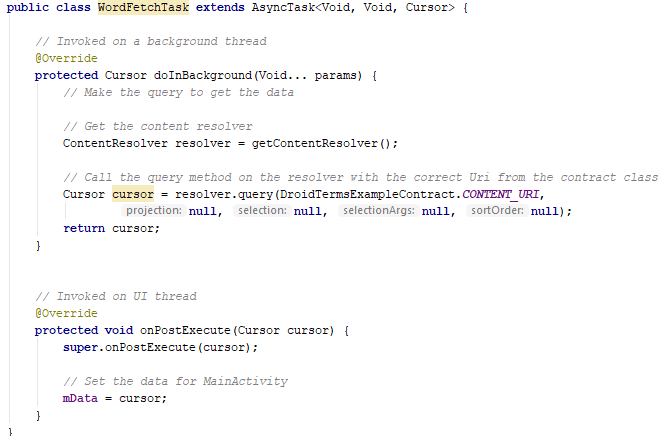 public class WordFetchTask extends AsyncTask<Void, Void, Cursor> {
// Invoked on a background thread
@Override
protected Cursor doInBackground(Void... params) {
// Make the query to get the data
// Get the content resolver
ContentResolver resolver = getContentResolver();
// Call the query method on the resolver with the correct Uri from the contract class
Cursor cursor = resolver.query(DroidTermsExampleContract.CONTENT_URI,
projection: null, selection: null, selectionArgs: null, sortOrder: null);
return cursor;
}
// Invoked on UI thread
@Override
protected void onPostExecute(Cursor cursor) {
super.onPostExecute(cursor);
// Set the data for MainActivity
mData = cursor;
}
}